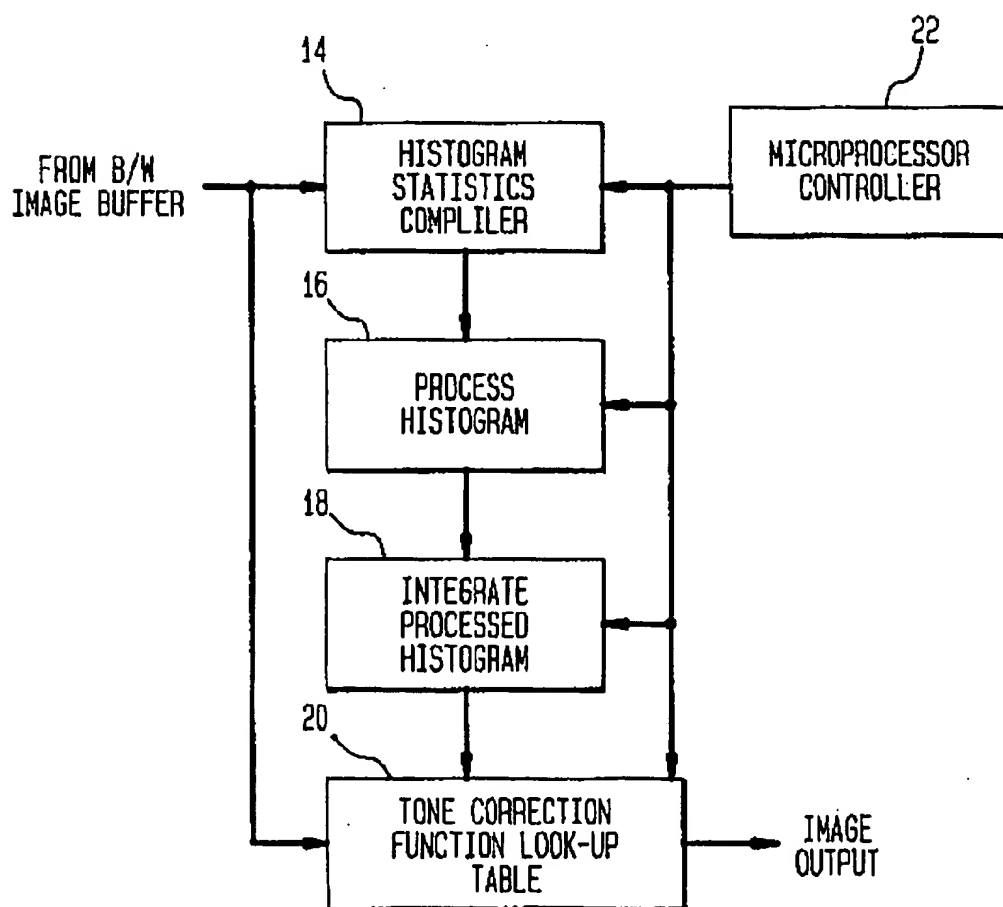 14
22
FROM B/W
IMAGE BUFFER
HISTOGRAM
STATISTICS
COMPLILER
MICROPROCESSOR
CONTROLLER
16
PROCESS
HISTOGRAM
18
INTEGRATE
PROCESSED
HISTOGRAM
20
TONE CORRECTION
FUNCTION LOOK-UP
TABLE
IMAGE
OUTPUT